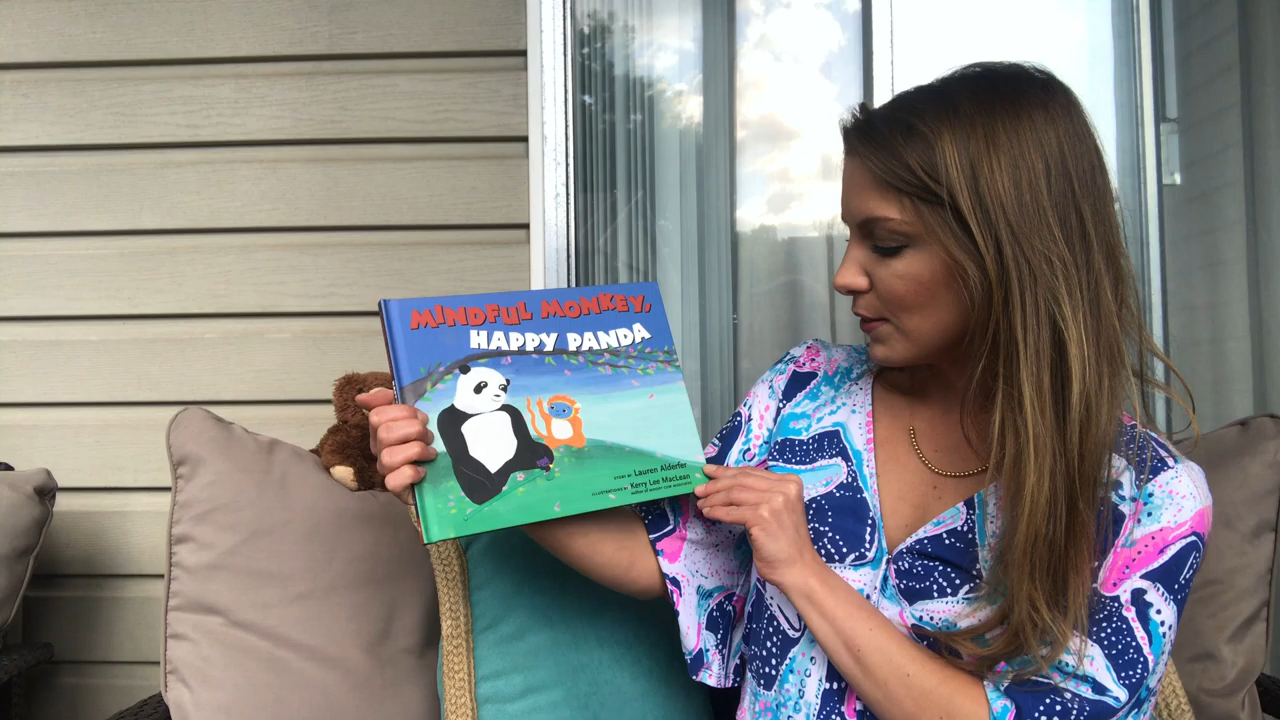 MINDFUL MONKEY,
HAPPY PANDA
STORY BY Lauren Alderfer
ILLUSTRATIONS BY Kerry Lee MacLean